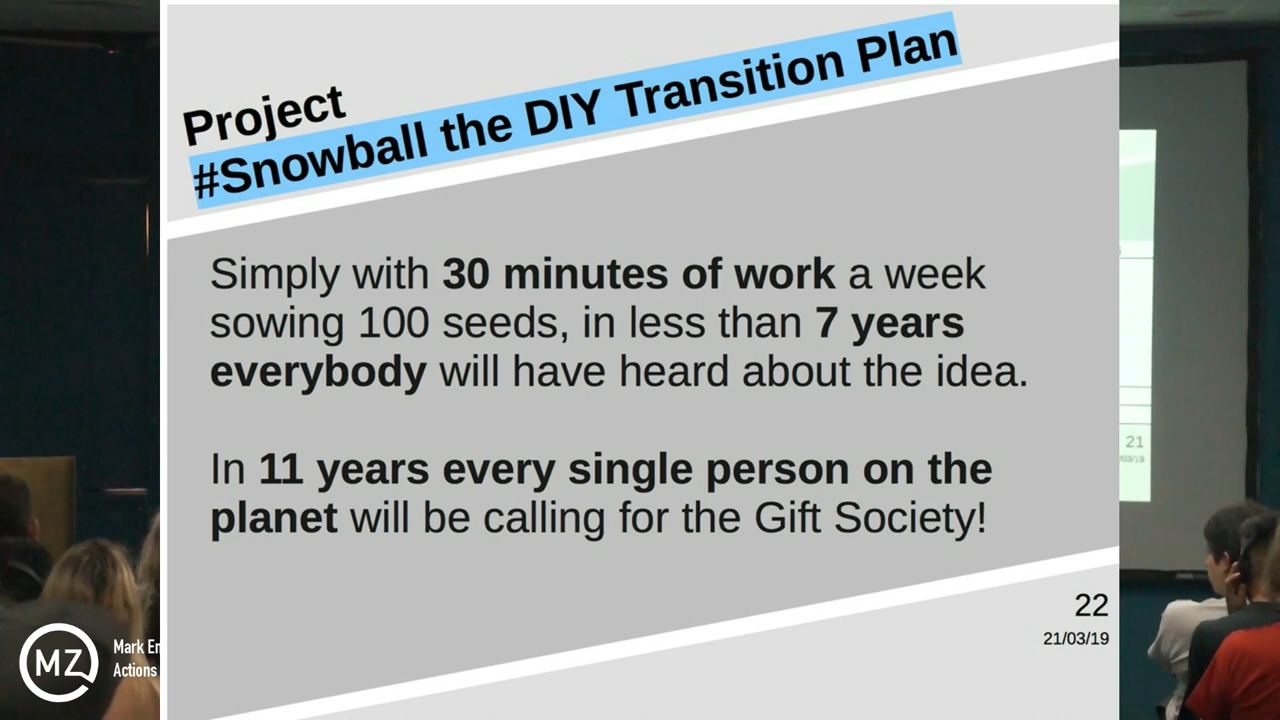 Project
#Snowball the DIY Transition Plan
Simply with 30 minutes of work a week
sowing 100 seeds, in less than 7 years
everybody will have heard about the idea.
In 11 years every single person on the
planet will be calling for the Gift Society!
22
21/03/19
21
MZ
Mark
Actions